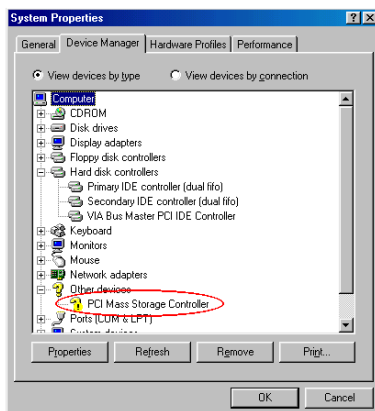 System Properties
General
Device Manager
Hardware Profiles
Performance
View devices by type
View devices by connection
Computer
CDROM
Disk drives
Display adapters
Floppy disk controllers
Hard disk controllers
Primary IDE controller (dual fifo)
Secondary IDE controller (dual fifo)
VIA Bus Master PCI IDE Controller
Keyboard
Monitors
Mouse
Network adapters
Other devices
PCI Mass Storage Controller
Ports (COM & LPT)
System devices
Properties
Refresh
Remove
Print...
OK
Cancel